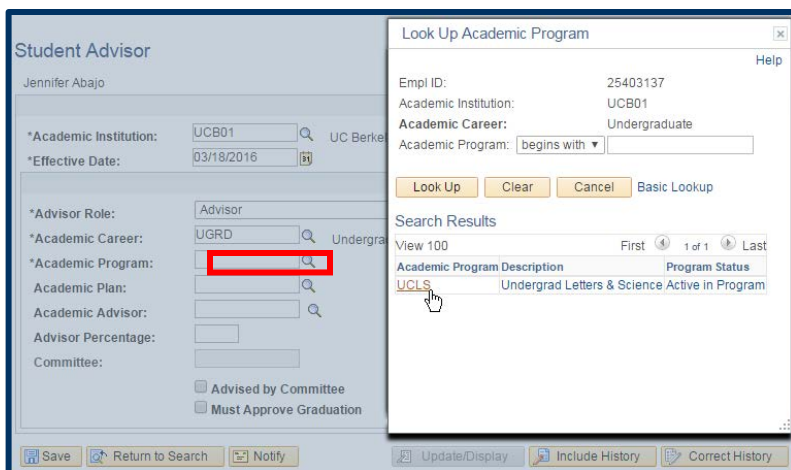 Student Advisor
Jennifer Abajo
*Academic Institution: UCB01 UC Berkel
*Effective Date: 03/18/2016
*Advisor Role: Advisor
*Academic Career: UGRD Undergrad
*Academic Program:
Academic Plan:
Academic Advisor:
Advisor Percentage:
Committee:
Advised by Committee
Must Approve Graduation
Save Return to Search Notify Update/Display Include History Correct History
Look Up Academic Program
Help
Empl ID: 25403137
Academic Institution: UCB01
Academic Career: Undergraduate
Academic Program: begins with
Look Up Clear Cancel Basic Lookup
Search Results
View 100 First 1 of 1 Last
Academic Program Description Program Status
UCLS Undergrad Letters & Science Active in Program